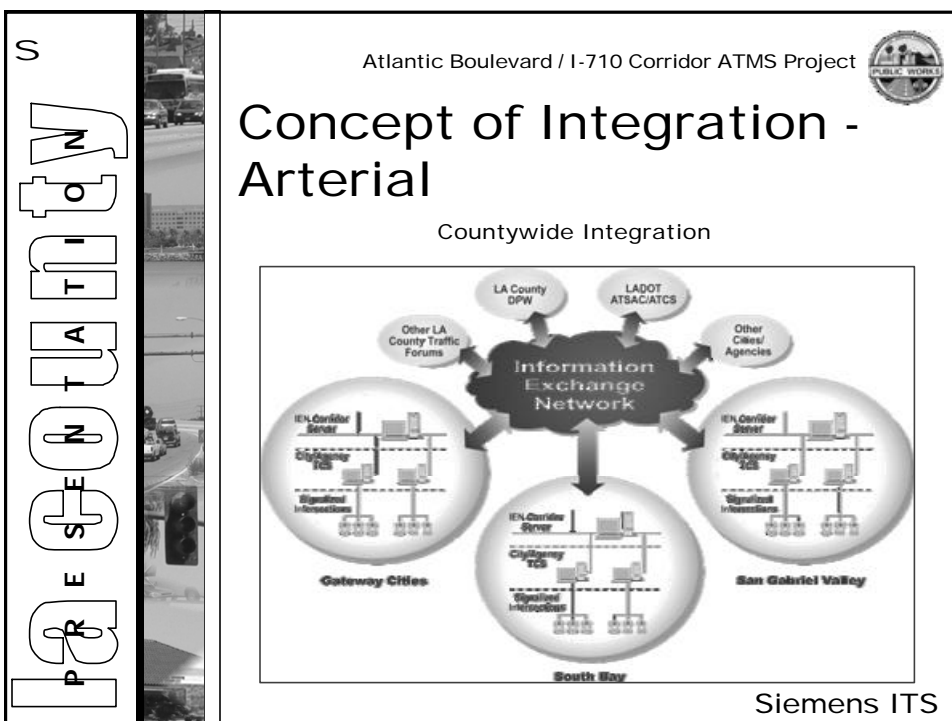 S
la county
PRESENTATION
Atlantic Boulevard / I-710 Corridor ATMS Project
PUBLIC WORKS
Concept of Integration -
Arterial
Countywide Integration
LA County
DPW
LADOT
ATSAC/ATCS
Other LA
County Traffic
Forums
Other
Cities/
Agencies
Information
Exchange
Network
IEN Corridor
Server
City/Agency
TCS
Signalized
Intersections
Gateway Cities
IEN Corridor
Server
City/Agency
TCS
Signalized
Intersections
South Bay
IEN Corridor
Server
City/Agency
TCS
Signalized
Intersections
San Gabriel Valley
Siemens ITS